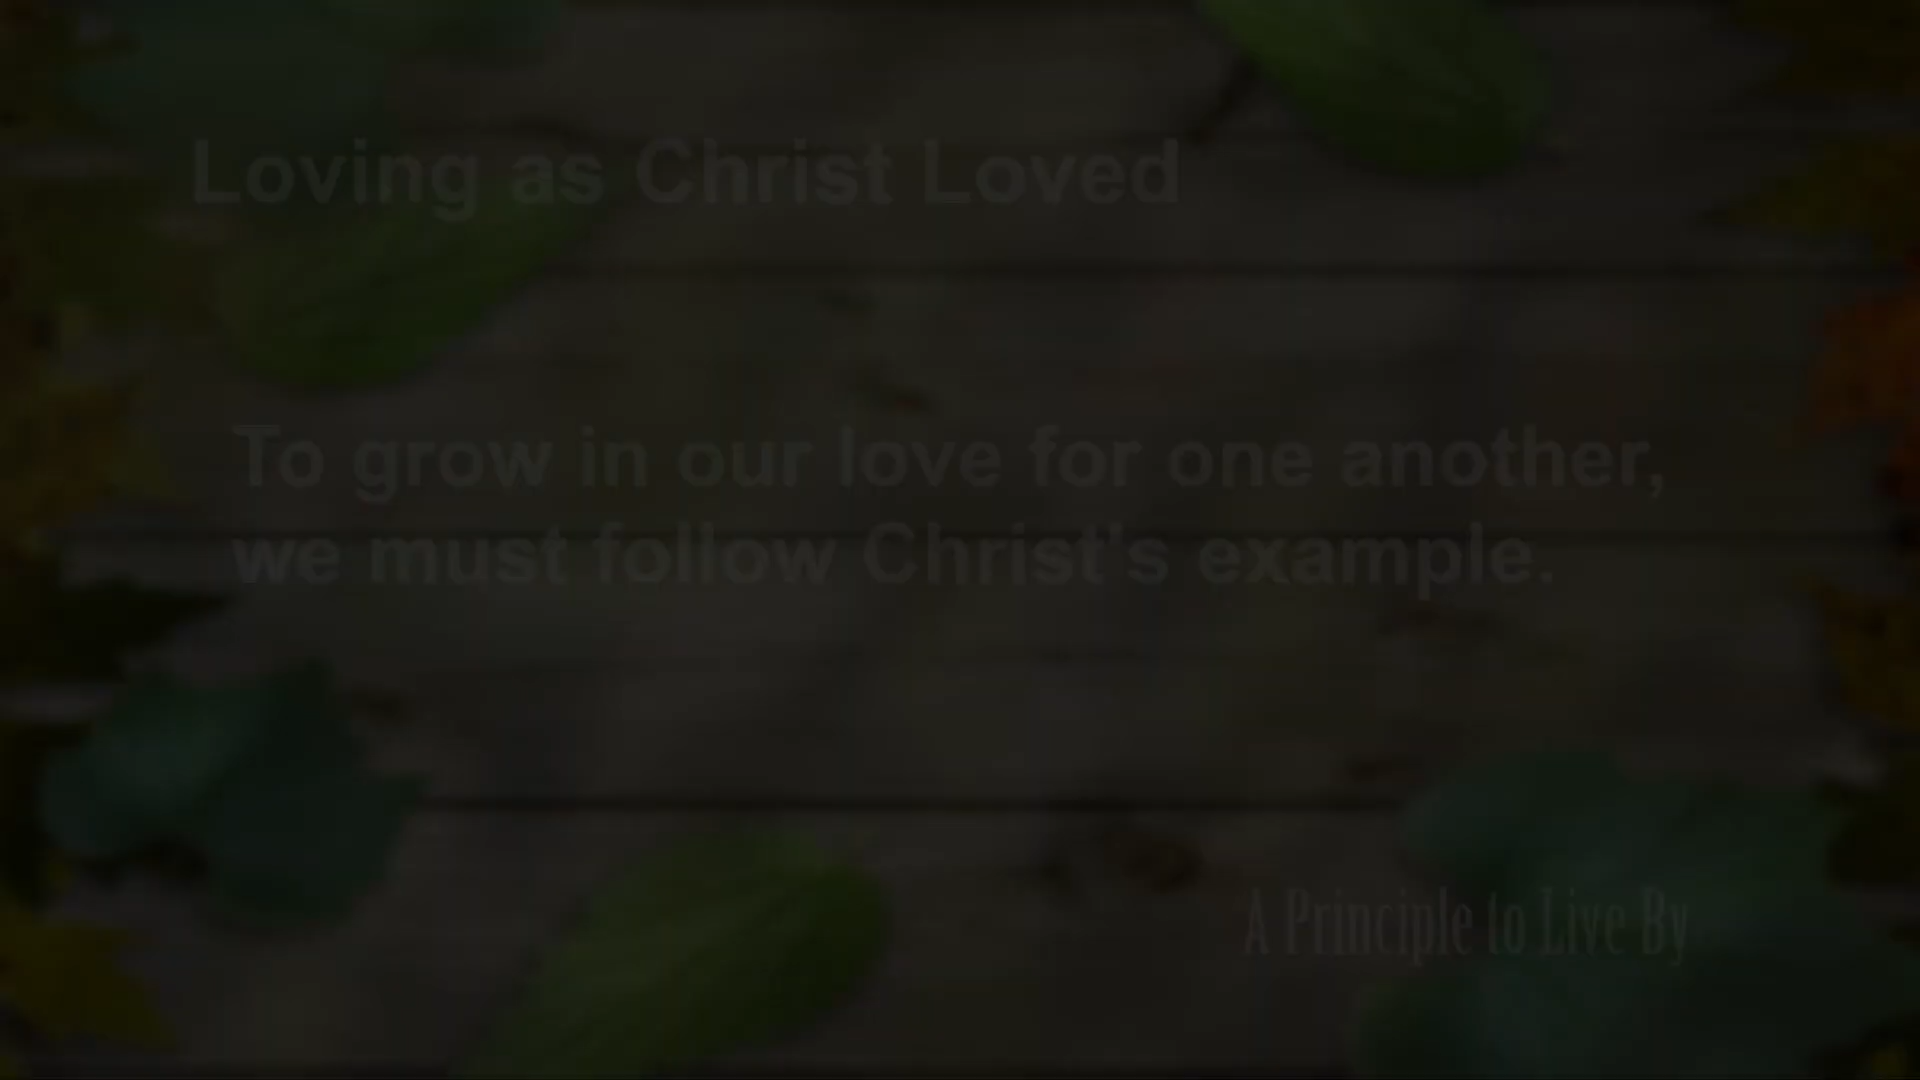 Loving as Christ Loved
To grow in our love for one another,
we must follow Christ's example.
A Principle to Live By